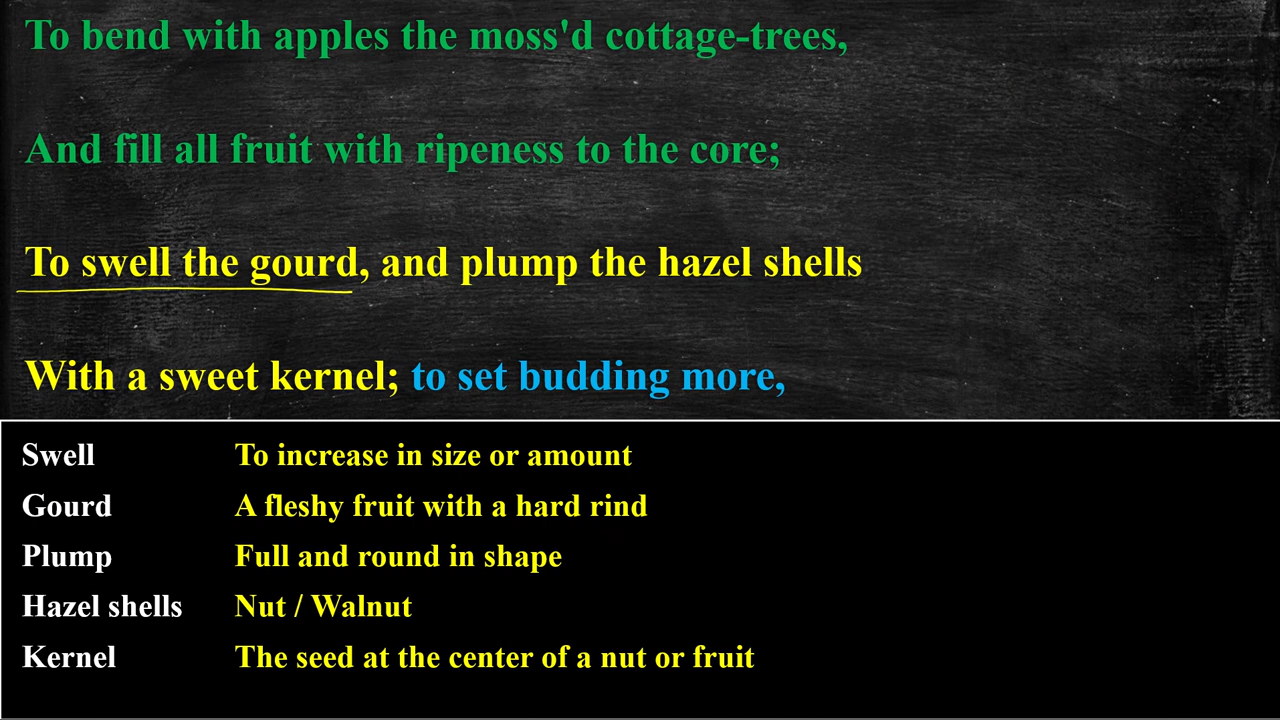 To bend with apples the moss'd cottage-trees,
And fill all fruit with ripeness to the core;
To swell the gourd, and plump the hazel shells
With a sweet kernel; to set budding more,
Swell To increase in size or amount
Gourd A fleshy fruit with a hard rind
Plump Full and round in shape
Hazel shells Nut / Walnut
Kernel The seed at the center of a nut or fruit